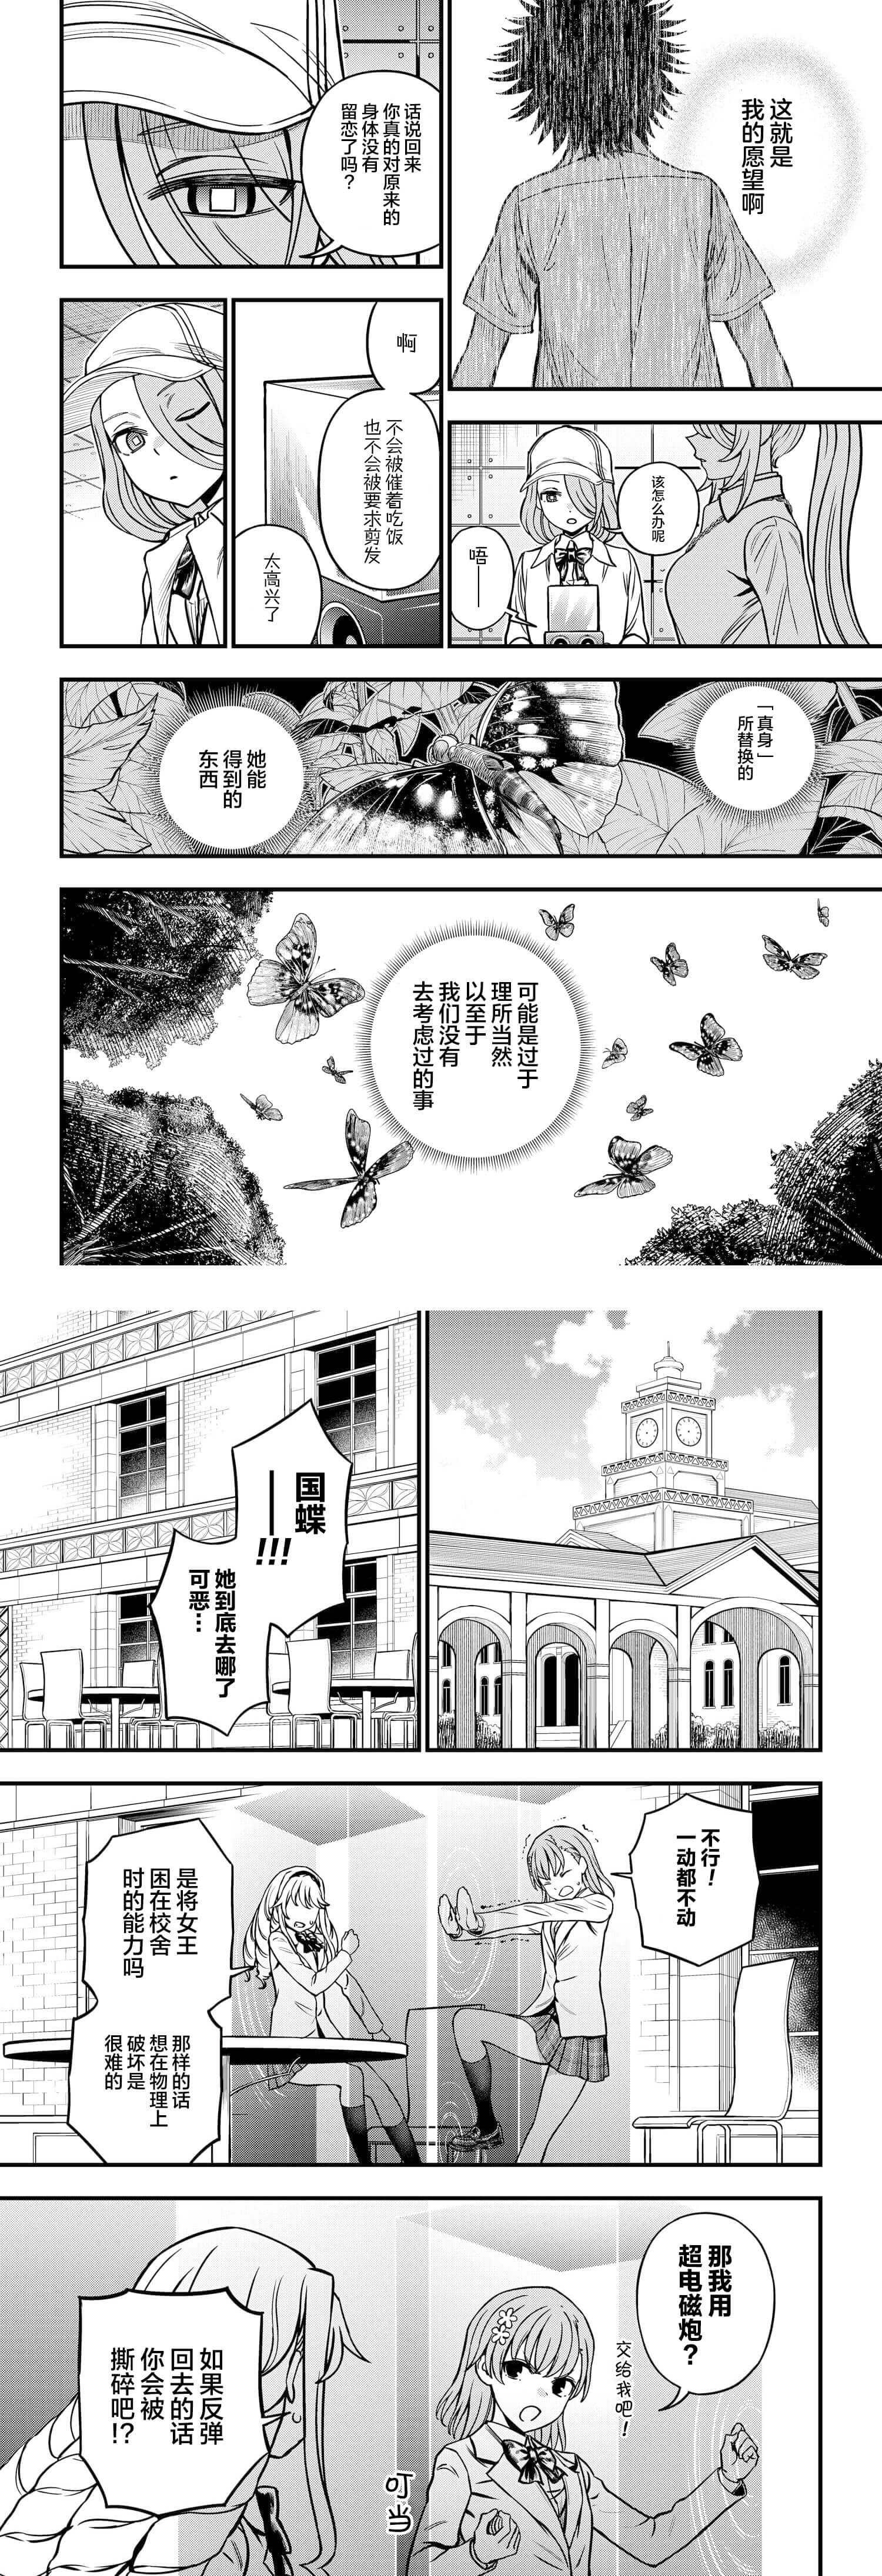 这就是
我的愿望啊
话说回来
你真的对原来的
身体没有
留恋了吗？
该怎么办呢
唔——
啊
不会被催着吃饭
也不会被要求剪发
太高兴了
「真身」
所替换的
她能
得到的
东西
可能是过于
理所当然
以至于
我们没有
去考虑过的事
国蝶
——!!!
她到底去哪了
可恶…
不行！
一动都不动
是将女王
困在校舍
时的能力吗
那样的话
想在物理上
破坏是
很难的
那我用
超电磁炮？
交给我吧！
叮当
如果反弹
回去的话
你会被
撕碎吧!?